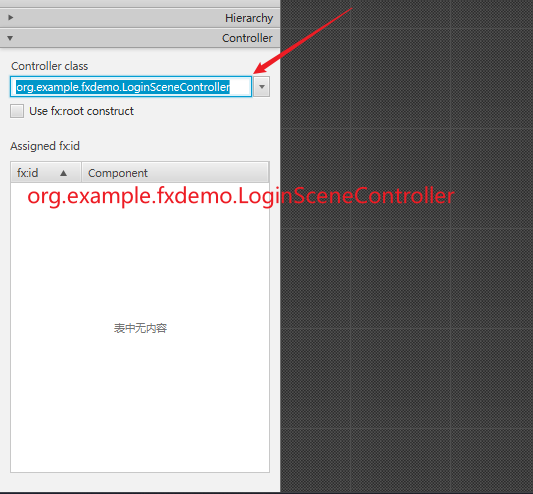 Hierarchy
Controller
Controller class
org.example.fxdemo.LoginSceneController
Use fx:root construct
Assigned fx:id
fx:id
Component
org.example.fxdemo.LoginSceneController
表中无内容